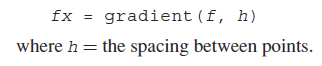 fx = gradient(f, h)
where h = the spacing between points.